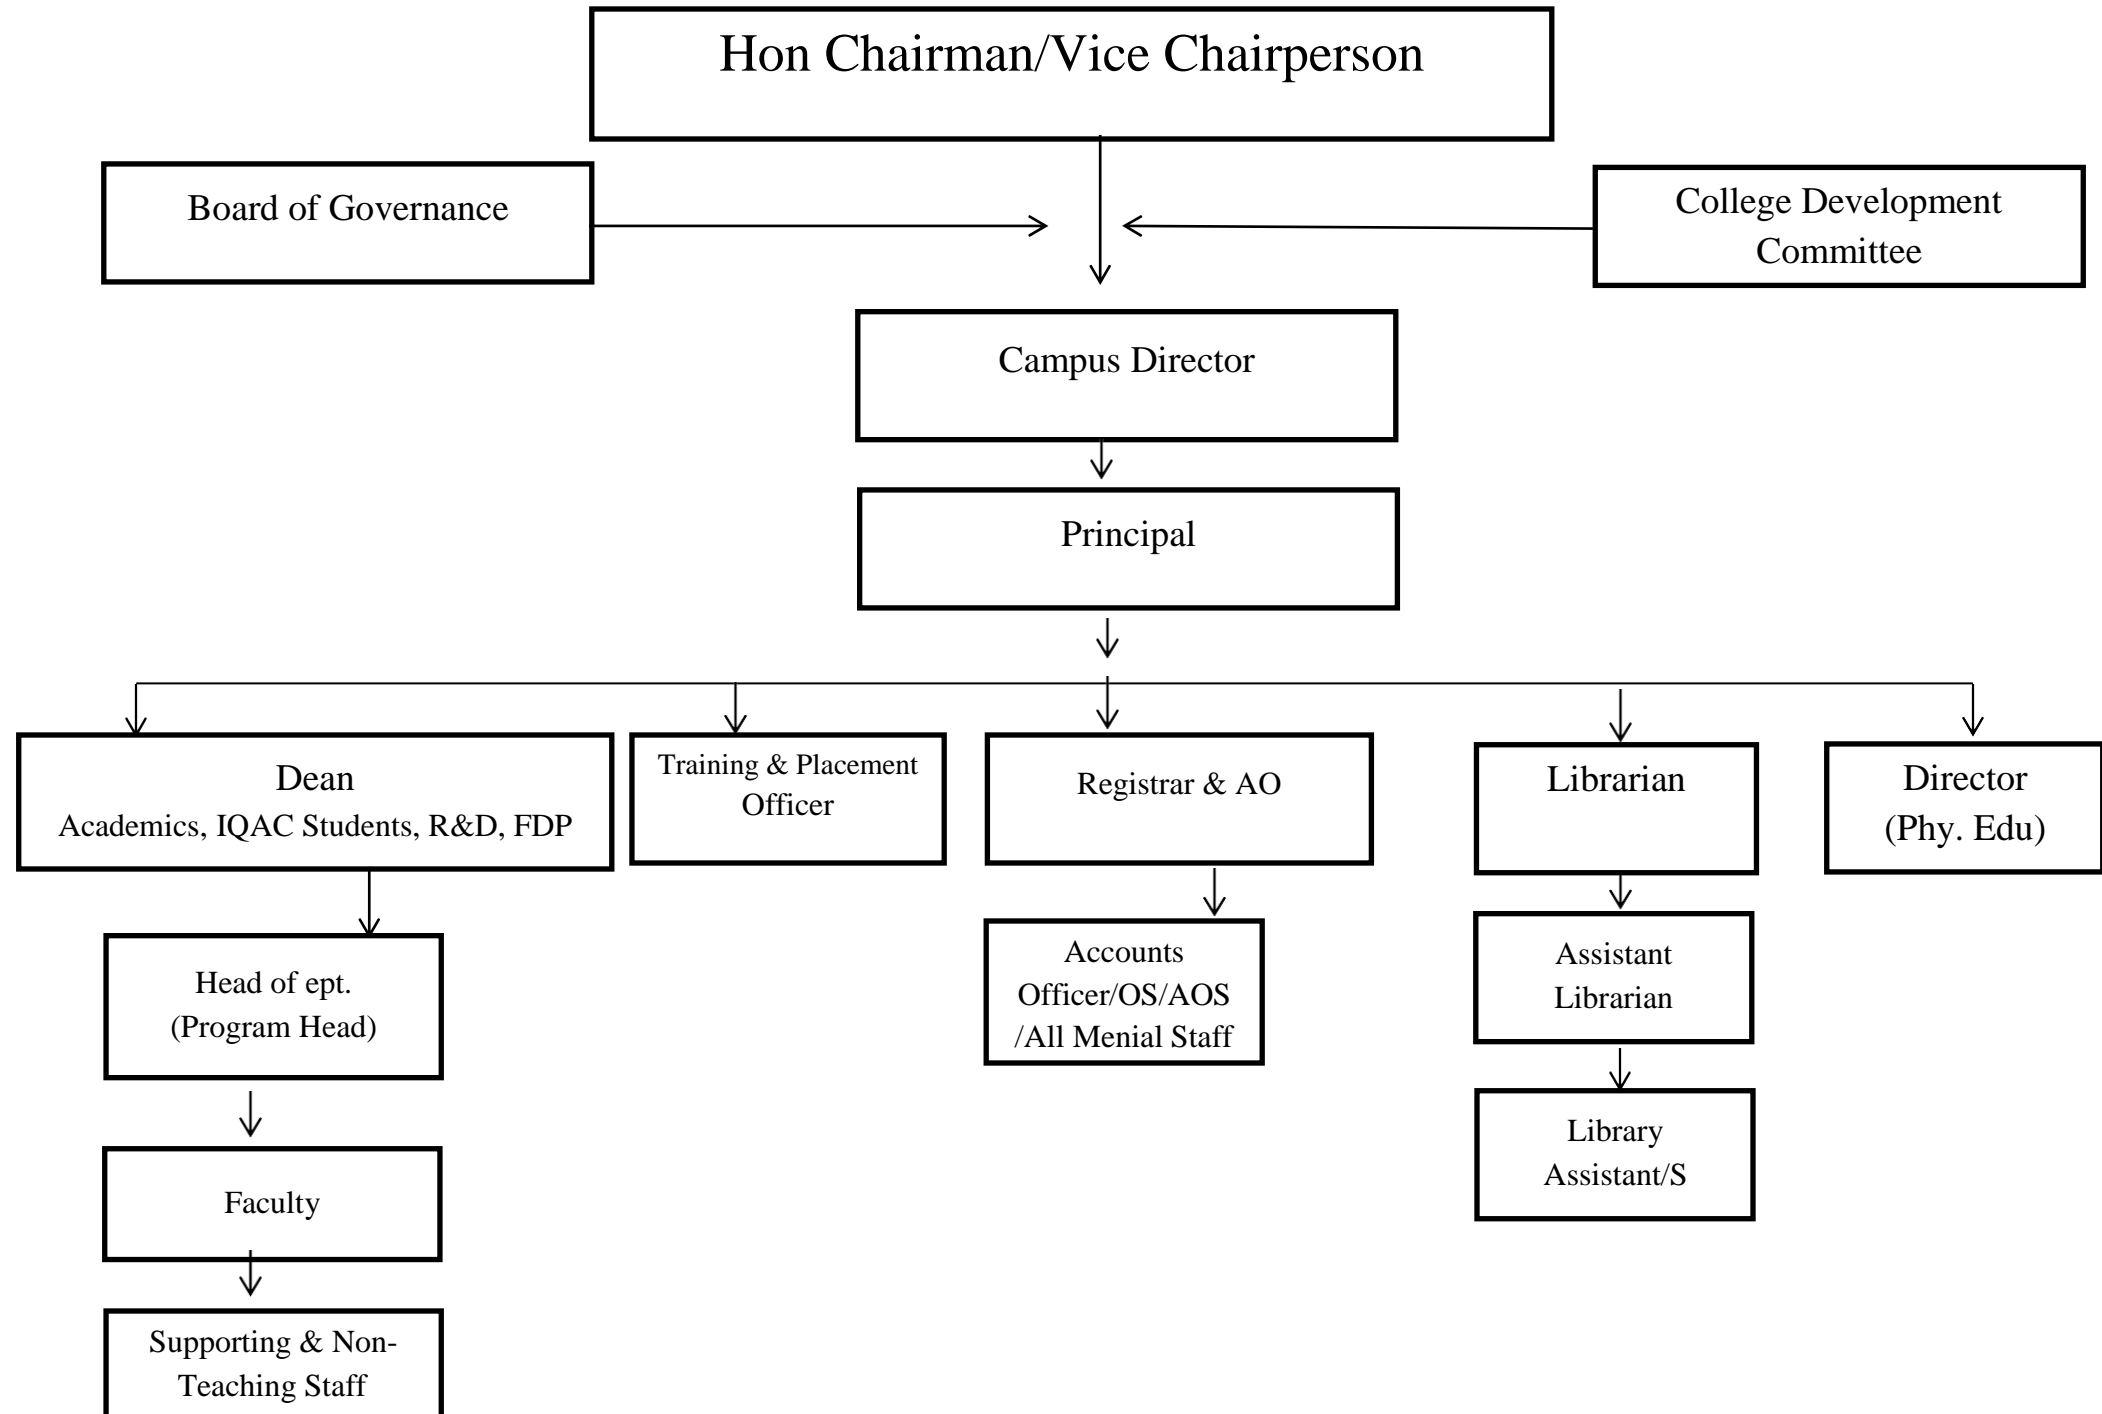 Hon Chairman/Vice Chairperson
Board of Governance
College Development
Committee
Campus Director
Principal
Dean
Academics, IQAC Students, R&D, FDP
Training & Placement
Officer
Registrar & AO
Librarian
Director
(Phy. Edu)
Head of ept.
(Program Head)
Accounts
Officer/OS/AOS
/All Menial Staff
Assistant
Librarian
Library
Assistant/S
Faculty
Supporting & Non-
Teaching Staff